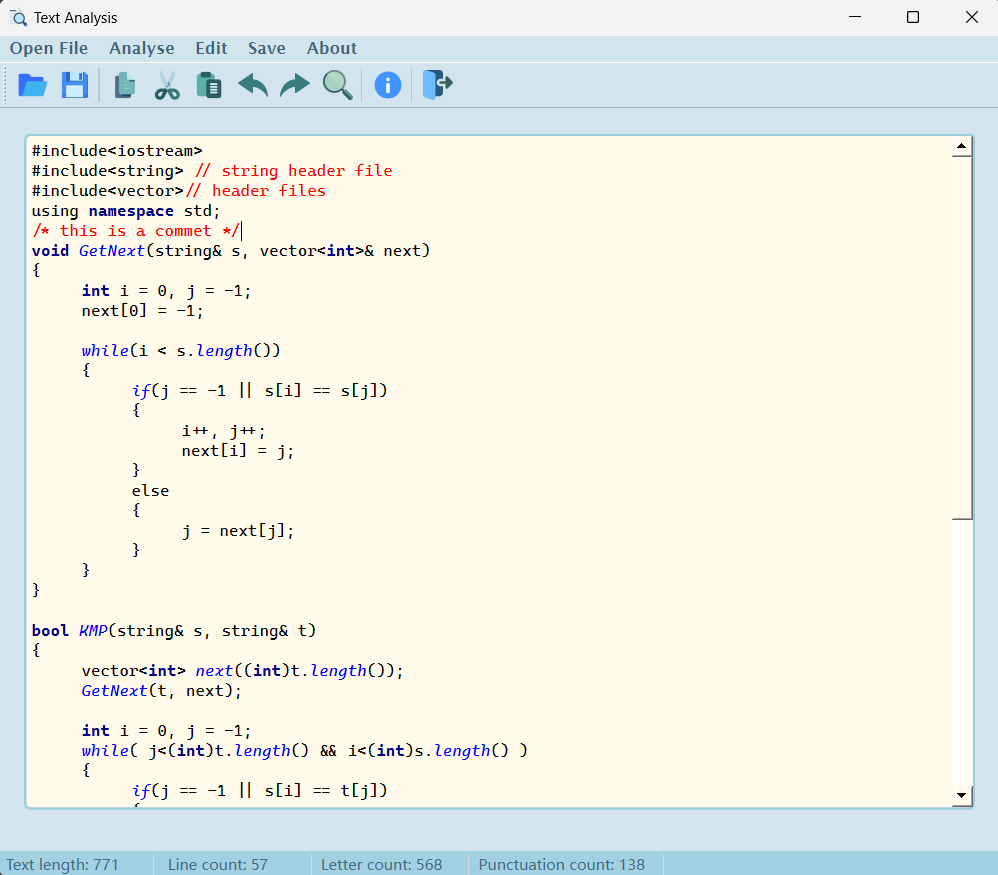 Text Analysis
Open File Analyse Edit Save About
#include<iostream>
#include<string> // string header file
#include<vector>// header files
using namespace std;
/* this is a commet */
void GetNext(string& s, vector<int>& next)
{
    int i = 0, j = -1;
    next[0] = -1;

    while(i < s.length())
    {
        if(j == -1 || s[i] == s[j])
        {
            i++, j++;
            next[i] = j;
        }
        else
        {
            j = next[j];
        }
    }
}

bool KMP(string& s, string& t)
{
    vector<int> next((int)t.length());
    GetNext(t, next);

    int i = 0, j = -1;
    while( j<(int)t.length() && i<(int)s.length() )
    {
        if(j == -1 || s[i] == t[j])
Text length: 771 Line count: 57 Letter count: 568 Punctuation count: 138